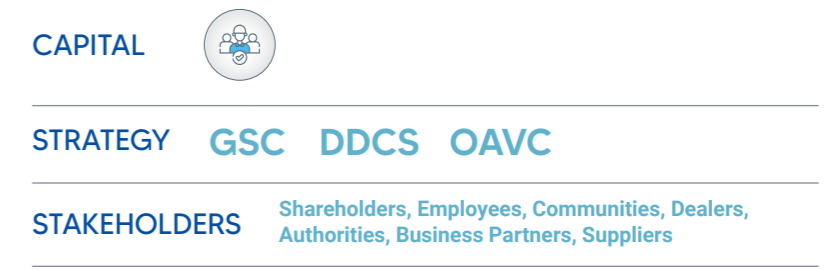 CAPITAL
STRATEGY GSC DDCS OAVC
STAKEHOLDERS Shareholders, Employees, Communities, Dealers,
Authorities, Business Partners, Suppliers